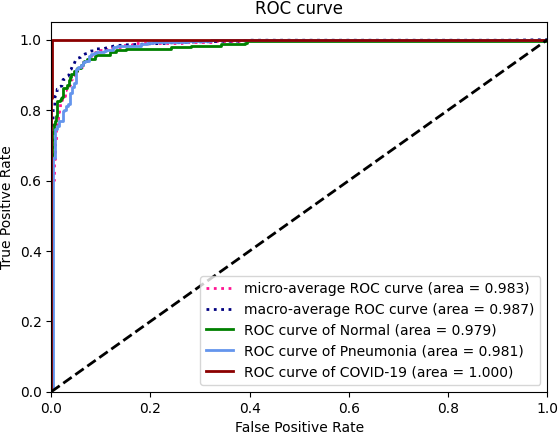 ROC curve
True Positive Rate
1.0
0.8
0.6
0.4
0.2
0.0
micro-average ROC curve (area = 0.983)
macro-average ROC curve (area = 0.987)
ROC curve of Normal (area = 0.979)
ROC curve of Pneumonia (area = 0.981)
ROC curve of COVID-19 (area = 1.000)
0.0 0.2 0.4 0.6 0.8 1.0
False Positive Rate